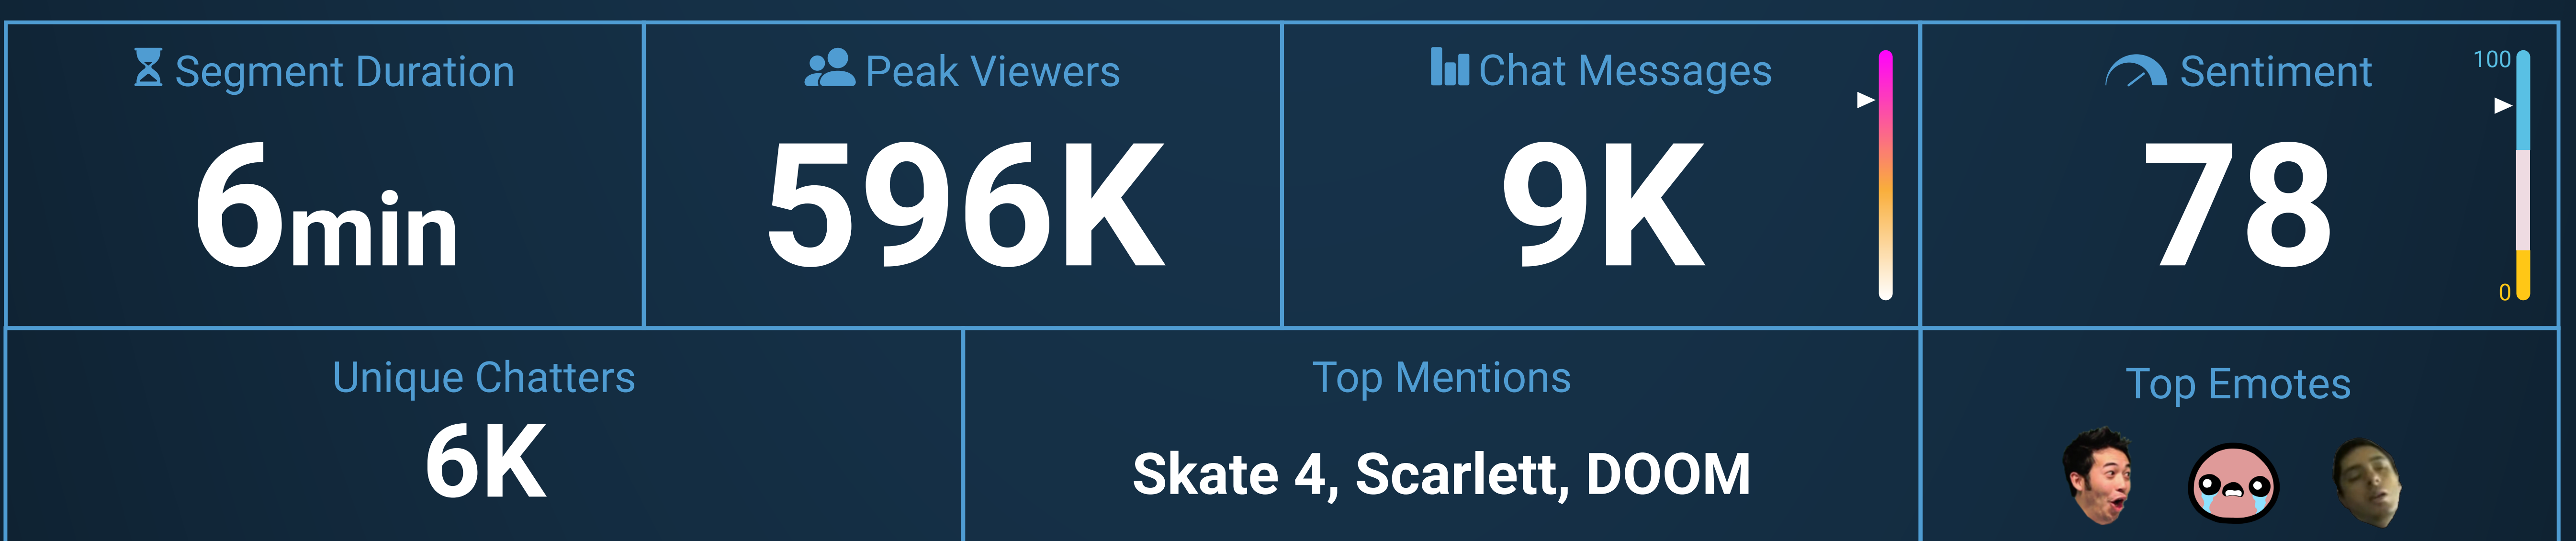 Segment Duration
6min
Peak Viewers
596K
Chat Messages
9K
Sentiment
100
78
0
Unique Chatters
6K
Top Mentions
Skate 4, Scarlett, DOOM
Top Emotes